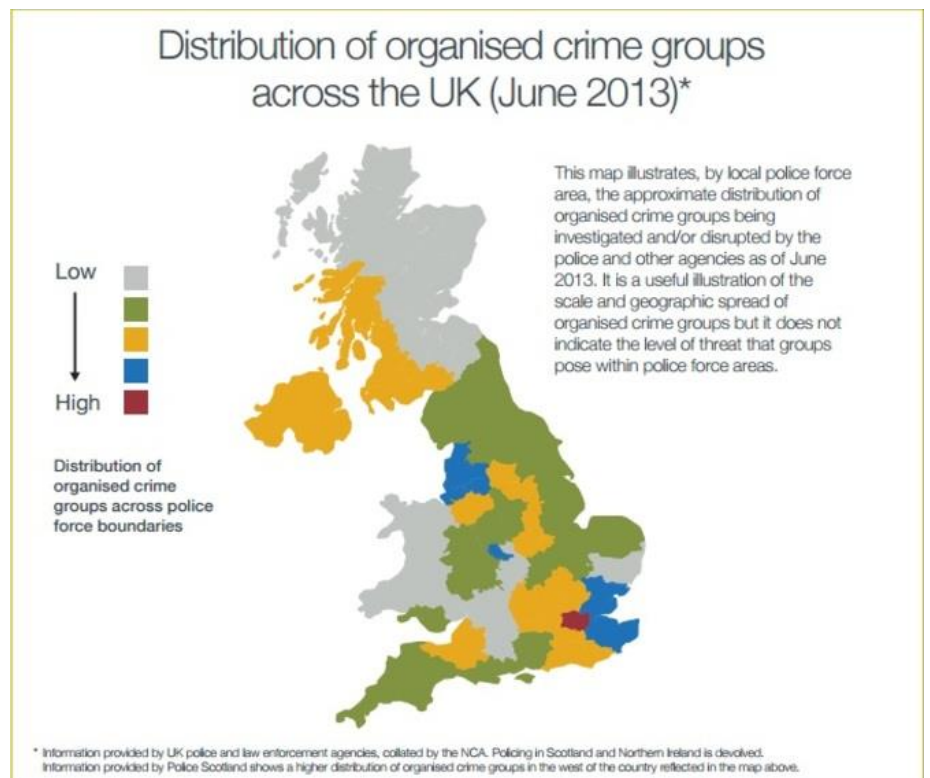 Distribution of organised crime groups
across the UK (June 2013)*
This map illustrates, by local police force
area, the approximate distribution of
organised crime groups being
investigated and/or disrupted by the
police and other agencies as of June
2013. It is a useful illustration of the
scale and geographic spread of
organised crime groups but it does not
indicate the level of threat that groups
pose within police force areas.
Low
High
Distribution of
organised crime
groups across police
force boundaries
* Information provided by UK police and law enforcement agencies, collated by the NCA. Policing in Scotland and Northern Ireland is devolved.
Information provided by Police Scotland shows a higher distribution of organised crime groups in the west of the country reflected in the map above.